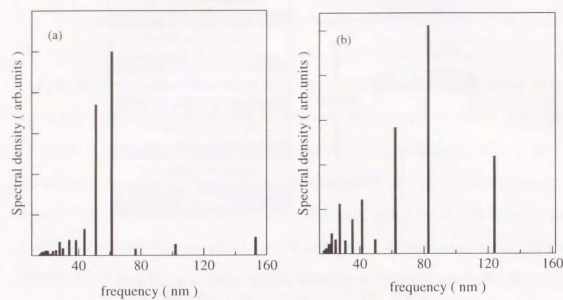 (a)
Spectral density ( arb.units )
0 40 80 120 160
frequency ( nm )
(b)
Spectral density ( arb.units )
40 80 120 160
frequency ( nm )